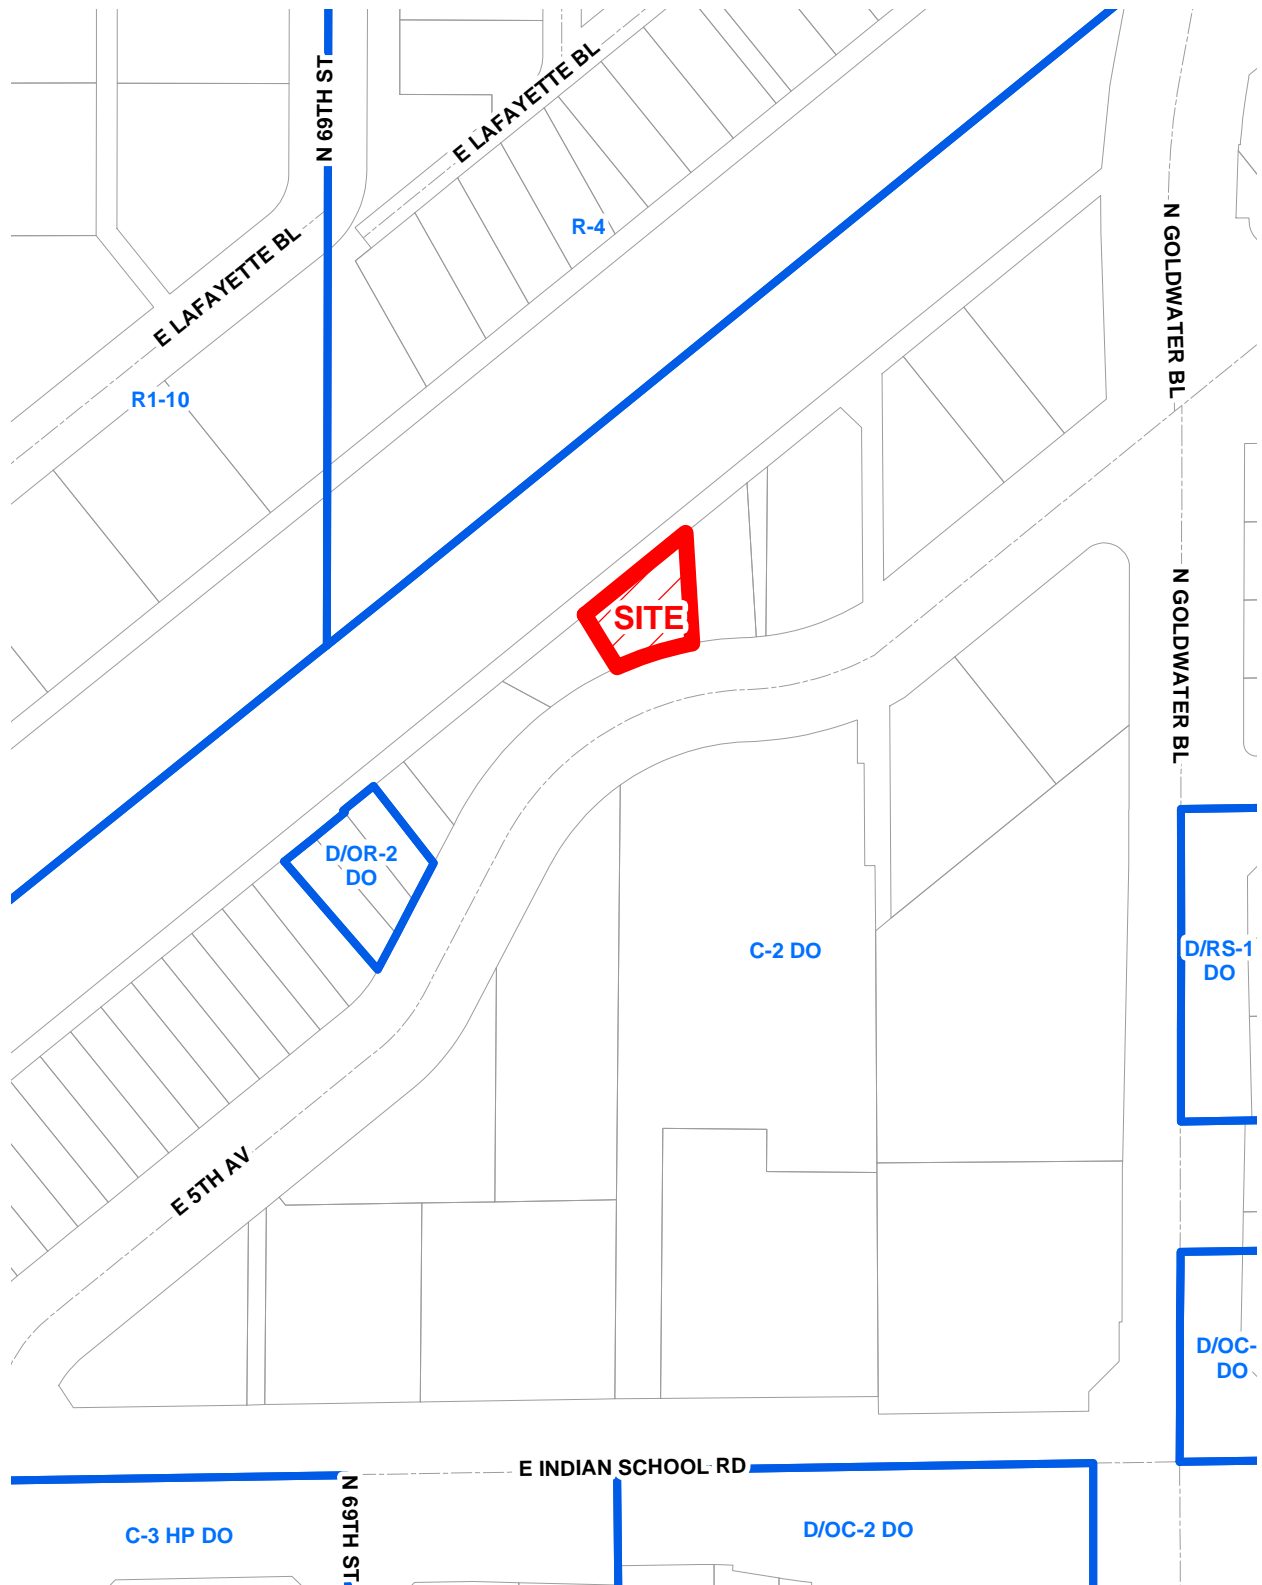 N 69TH ST
E LAFAYETTE BL
R-4
E LAFAYETTE BL
N GOLDWATER BL
R1-10
SITE
N GOLDWATER BL
D/OR-2
DO
C-2 DO
D/RS-1
DO
E 5TH AV
D/OC-
DO
E INDIAN SCHOOL RD
N 69TH ST
C-3 HP DO
D/OC-2 DO